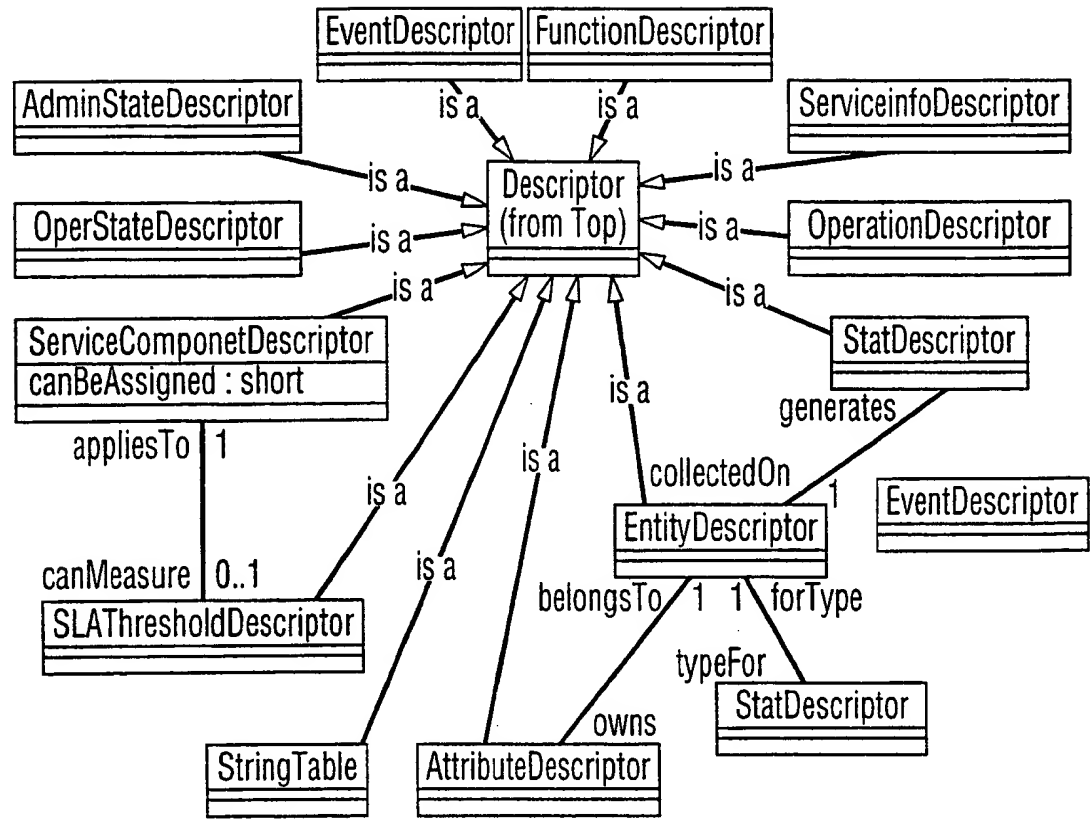 EventDescriptor
FunctionDescriptor
is a
is a
AdminStateDescriptor
ServiceinfoDescriptor
is a
Descriptor
(from Top)
is a
OperStateDescriptor
is a
is a
OperationDescriptor
is a
is a
ServiceComponetDescriptor
canBeAssigned : short
StatDescriptor
is a
generates
appliesTo 1
is a
is a
collectedOn
1
EntityDescriptor
EventDescriptor
is a
canMeasure 0..1
belongsTo 1 1 forType
SLAThresholdDescriptor
typeFor
StatDescriptor
owns
StringTable
AttributeDescriptor